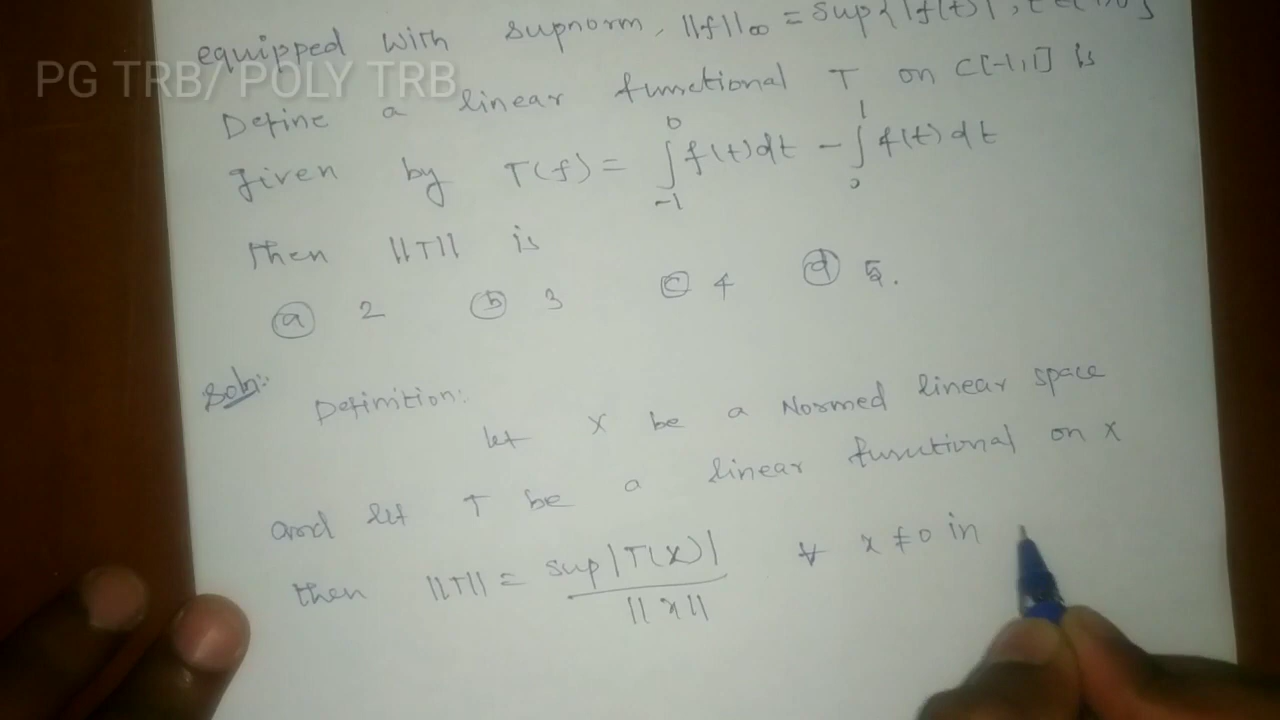 equipped with supnorm, ||f||∞ = sup{|f(t)|, t ∈
PG TRB/ POLY TRB
Define a linear functional T on C[-1,1] is
given by T(f) = ∫_{-1}^{0} f(t)dt - ∫_{0}^{1} f(t)dt
then ||T|| is
(a) 2 (b) 3 (c) 4 (d) 5.
Soln:
Definition:
let X be a Normed linear space
and let T be a linear functional on X
then ||T|| = sup|T(x)| / ||x|| ∀ x ≠ 0 in